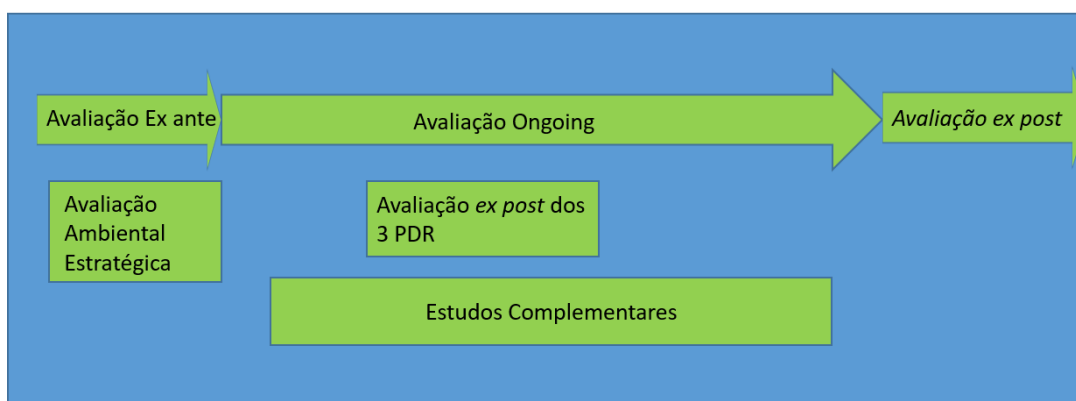 Avaliação Ex ante
Avaliação Ongoing
Avaliação ex post
Avaliação
Ambiental
Estratégica
Avaliação ex post dos
3 PDR
Estudos Complementares